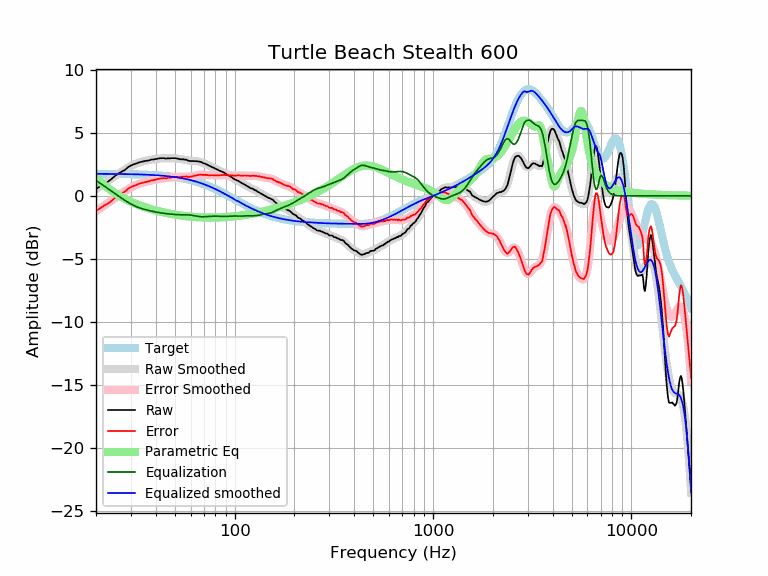 Turtle Beach Stealth 600
10
5
0
−5
−10
−15
−20
−25
Amplitude (dBr)
Target
Raw Smoothed
Error Smoothed
Raw
Error
Parametric Eq
Equalization
Equalized smoothed
100
1000
10000
Frequency (Hz)